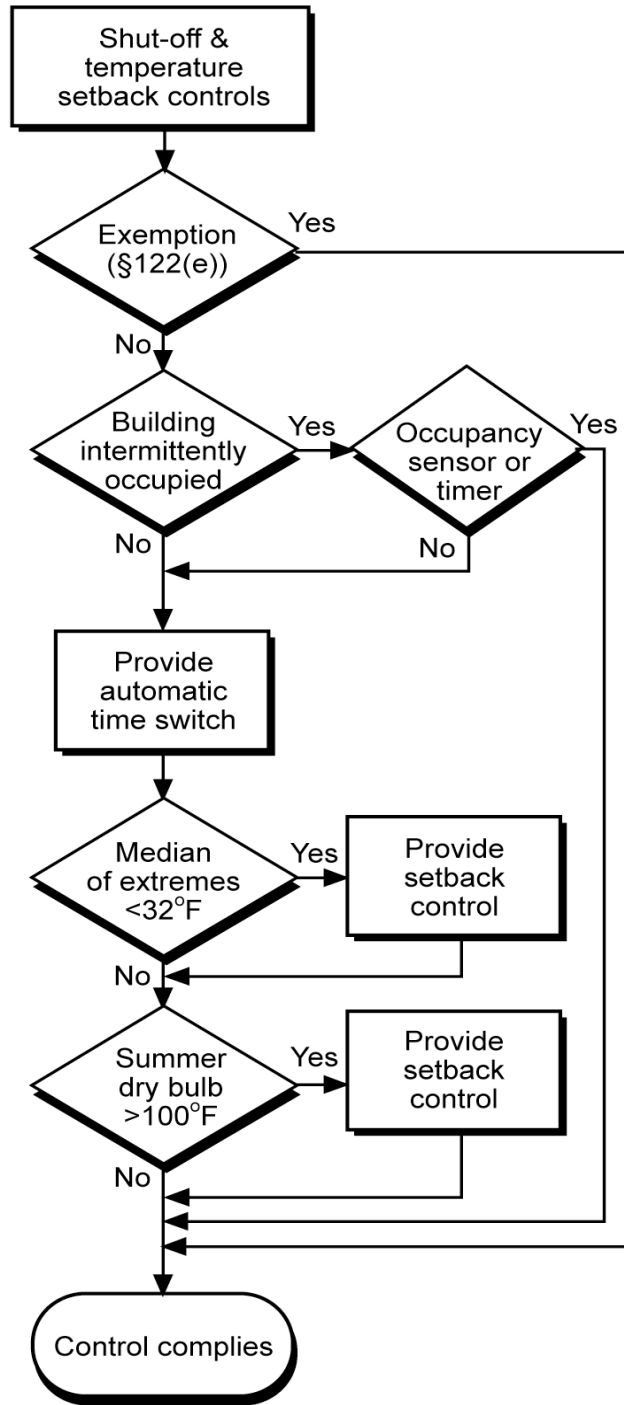 Shut-off &
temperature
setback controls
Exemption
(§122(e))
Yes
No
Building
intermittently
occupied
Yes
Occupancy
sensor or
timer
Yes
No
No
Provide
automatic
time switch
Median
of extremes
<32°F
Yes
Provide
setback
control
No
Summer
dry bulb
>100°F
Yes
Provide
setback
control
No
Control complies